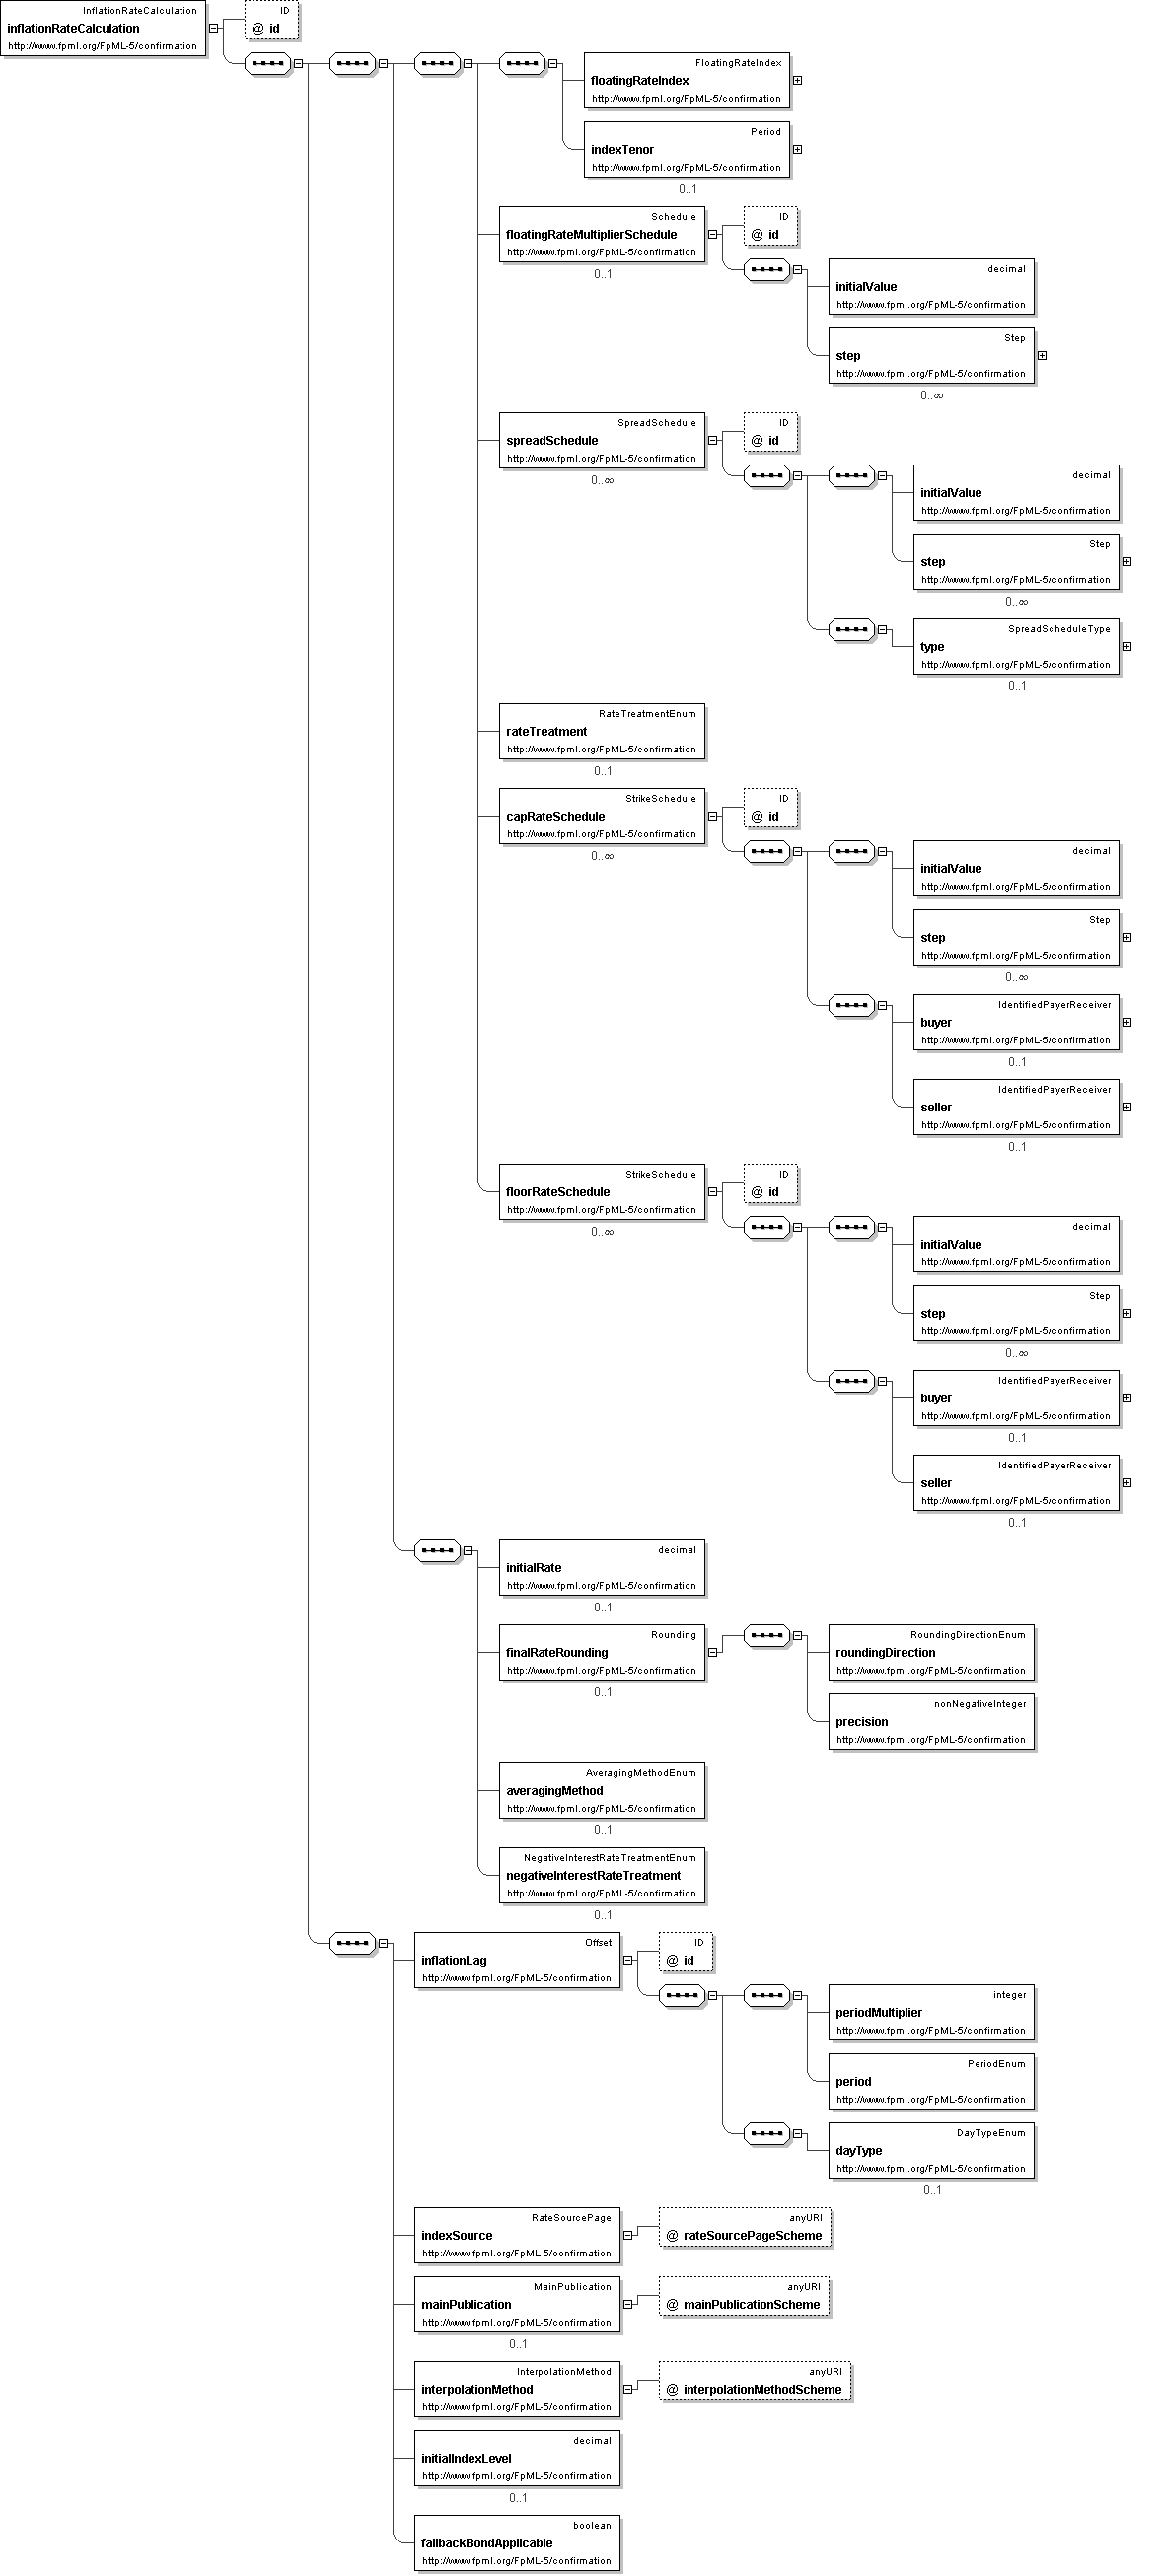 InflationRateCalculation
inflationRateCalculation
http://www.fpml.org/FpML-5/confirmation
ID
@ id
FloatingRateIndex
floatingRateIndex
http://www.fpml.org/FpML-5/confirmation
Period
indexTenor
http://www.fpml.org/FpML-5/confirmation
0..1
Schedule
floatingRateMultiplierSchedule
http://www.fpml.org/FpML-5/confirmation
0..1
ID
@ id
decimal
initialValue
http://www.fpml.org/FpML-5/confirmation
Step
step
http://www.fpml.org/FpML-5/confirmation
0..∞
SpreadSchedule
spreadSchedule
http://www.fpml.org/FpML-5/confirmation
0..∞
ID
@ id
decimal
initialValue
http://www.fpml.org/FpML-5/confirmation
Step
step
http://www.fpml.org/FpML-5/confirmation
0..∞
SpreadScheduleType
type
http://www.fpml.org/FpML-5/confirmation
0..1
RateTreatmentEnum
rateTreatment
http://www.fpml.org/FpML-5/confirmation
0..1
StrikeSchedule
capRateSchedule
http://www.fpml.org/FpML-5/confirmation
0..∞
ID
@ id
decimal
initialValue
http://www.fpml.org/FpML-5/confirmation
Step
step
http://www.fpml.org/FpML-5/confirmation
0..∞
IdentifiedPayerReceiver
buyer
http://www.fpml.org/FpML-5/confirmation
0..1
IdentifiedPayerReceiver
seller
http://www.fpml.org/FpML-5/confirmation
0..1
StrikeSchedule
floorRateSchedule
http://www.fpml.org/FpML-5/confirmation
0..∞
ID
@ id
decimal
initialValue
http://www.fpml.org/FpML-5/confirmation
Step
step
http://www.fpml.org/FpML-5/confirmation
0..∞
IdentifiedPayerReceiver
buyer
http://www.fpml.org/FpML-5/confirmation
0..1
IdentifiedPayerReceiver
seller
http://www.fpml.org/FpML-5/confirmation
0..1
decimal
initialRate
http://www.fpml.org/FpML-5/confirmation
0..1
Rounding
finalRateRounding
http://www.fpml.org/FpML-5/confirmation
0..1
RoundingDirectionEnum
roundingDirection
http://www.fpml.org/FpML-5/confirmation
nonNegativeInteger
precision
http://www.fpml.org/FpML-5/confirmation
AveragingMethodEnum
averagingMethod
http://www.fpml.org/FpML-5/confirmation
0..1
NegativeInterestRateTreatmentEnum
negativeInterestRateTreatment
http://www.fpml.org/FpML-5/confirmation
0..1
Offset
inflationLag
http://www.fpml.org/FpML-5/confirmation
ID
@ id
integer
periodMultiplier
http://www.fpml.org/FpML-5/confirmation
PeriodEnum
period
http://www.fpml.org/FpML-5/confirmation
DayTypeEnum
dayType
http://www.fpml.org/FpML-5/confirmation
0..1
RateSourcePage
indexSource
http://www.fpml.org/FpML-5/confirmation
anyURI
@ rateSourcePageScheme
MainPublication
mainPublication
http://www.fpml.org/FpML-5/confirmation
0..1
anyURI
@ mainPublicationScheme
InterpolationMethod
interpolationMethod
http://www.fpml.org/FpML-5/confirmation
anyURI
@ interpolationMethodScheme
decimal
initialIndexLevel
http://www.fpml.org/FpML-5/confirmation
0..1
boolean
fallbackBondApplicable
http://www.fpml.org/FpML-5/confirmation